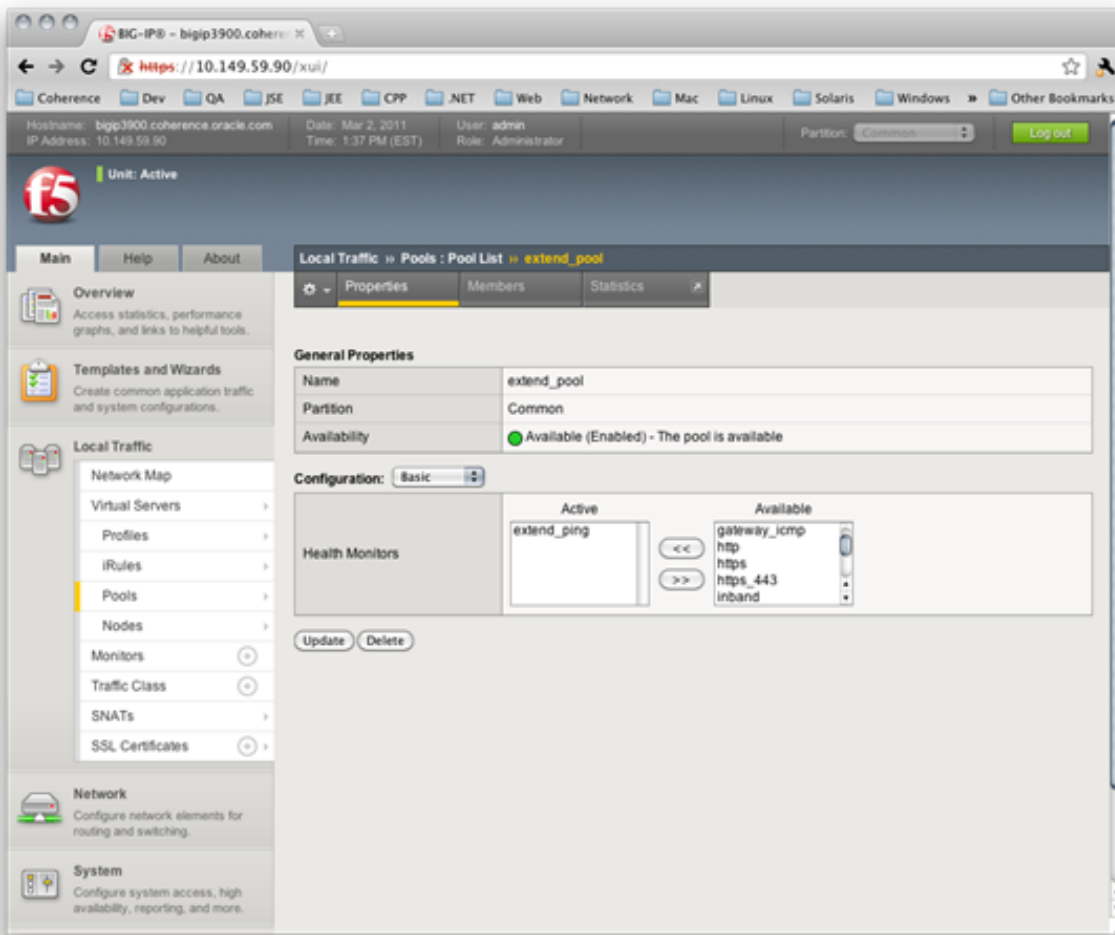 BIG-IP® – bigip3900.cohere
https://10.149.59.90/xui/
Coherence Dev QA JSE JEE CPP .NET Web Network Mac Linux Solaris Windows » Other Bookmarks
Hostname: bigip3900.coherence.oracle.com Date: Mar 2, 2011 User: admin
IP Address: 10.149.59.90 Time: 1:37 PM (EST) Role: Administrator
Partition: Common Log out
f5
Unit: Active
Main Help About
Local Traffic » Pools : Pool List » extend_pool
Properties Members Statistics
Overview
Access statistics, performance
graphs, and links to helpful tools.
Templates and Wizards
Create common application traffic
and system configurations.
Local Traffic
Network Map
Virtual Servers
Profiles
iRules
Pools
Nodes
Monitors
Traffic Class
SNATs
SSL Certificates
Network
Configure network elements for
routing and switching.
System
Configure system access, high
availability, reporting, and more.
General Properties
Name extend_pool
Partition Common
Availability Available (Enabled) - The pool is available
Configuration: Basic
Health Monitors
Active
extend_ping
<<
>>
Available
gateway_icmp
http
https
https_443
inband
Update Delete